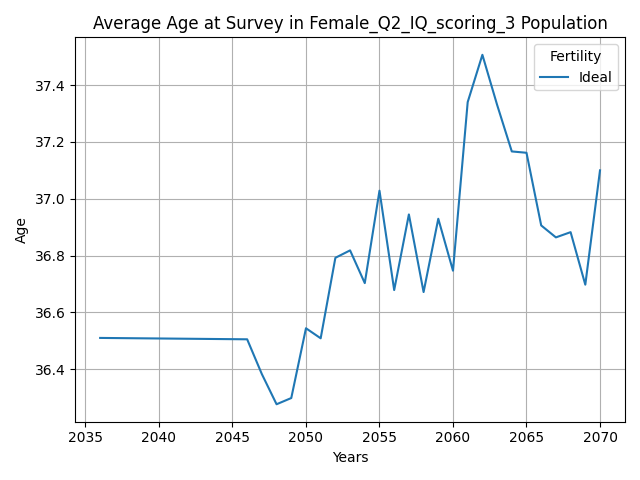 Average Age at Survey in Female_Q2_IQ_scoring_3 Population
Fertility
Ideal
37.4
37.2
37.0
36.8
36.6
36.4
Age
2035 2040 2045 2050 2055 2060 2065 2070
Years